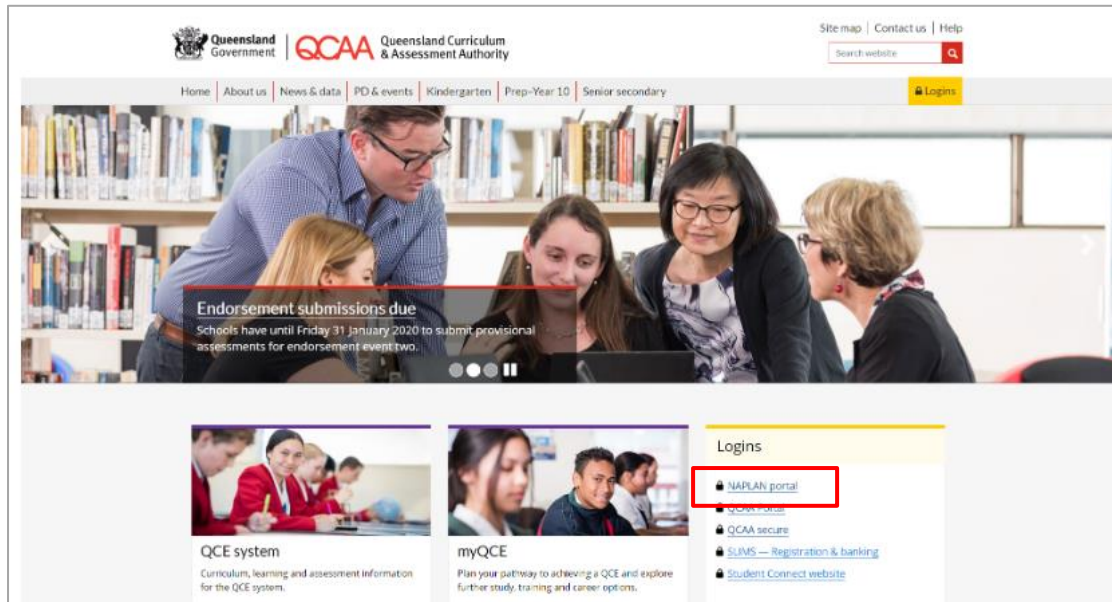 Site map | Contact us | Help
Queensland Government
QCAA
Queensland Curriculum
& Assessment Authority
Search website
Home | About us | News & data | PD & events | Kindergarten | Prep–Year 10 | Senior secondary
Logins
Endorsement submissions due
Schools have until Friday 31 January 2020 to submit provisional
assessments for endorsement event two.
QCE system
Curriculum, learning and assessment information
for the QCE system.
myQCE
Plan your pathway to achieving a QCE and explore
further study, training and career options.
Logins
NAPLAN portal
QCAA Portal
QCAA secure
SLIMS — Registration & banking
Student Connect website